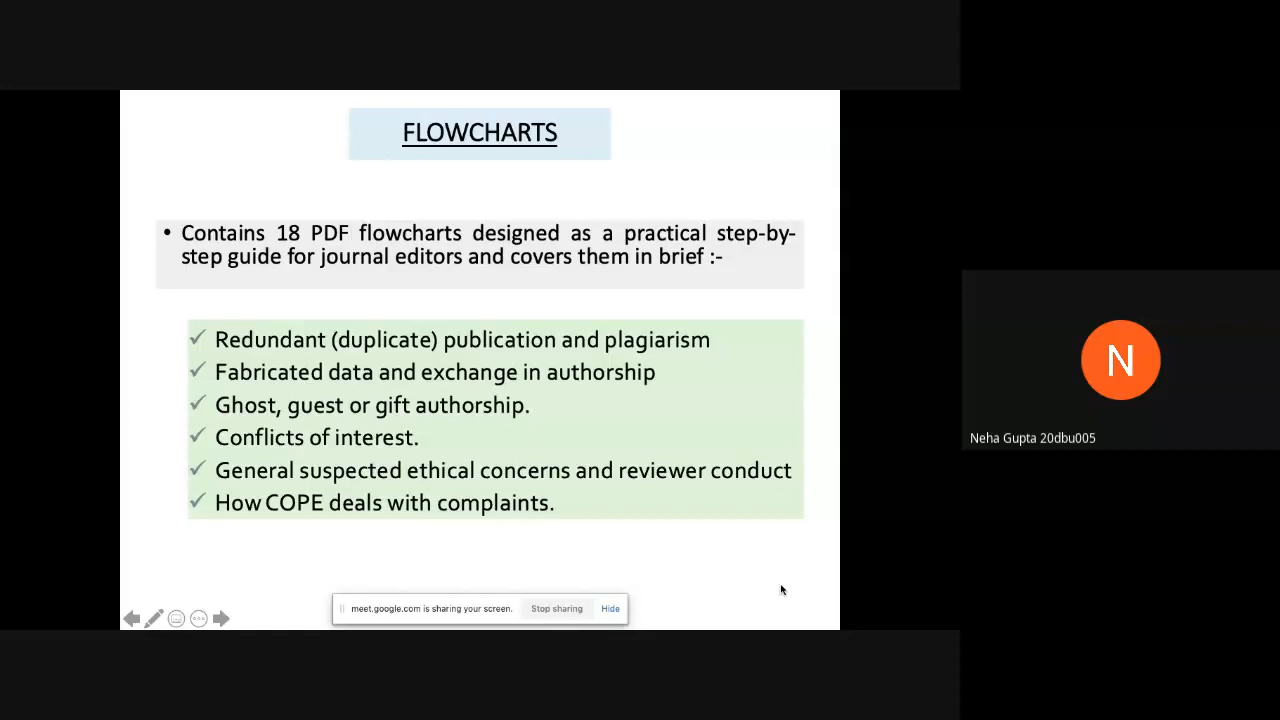 FLOWCHARTS
• Contains 18 PDF flowcharts designed as a practical step-by-
step guide for journal editors and covers them in brief :-
✓ Redundant (duplicate) publication and plagiarism
✓ Fabricated data and exchange in authorship
✓ Ghost, guest or gift authorship.
✓ Conflicts of interest.
✓ General suspected ethical concerns and reviewer conduct
✓ How COPE deals with complaints.
meet.google.com is sharing your screen. Stop sharing Hide
N
Neha Gupta 20dbu005